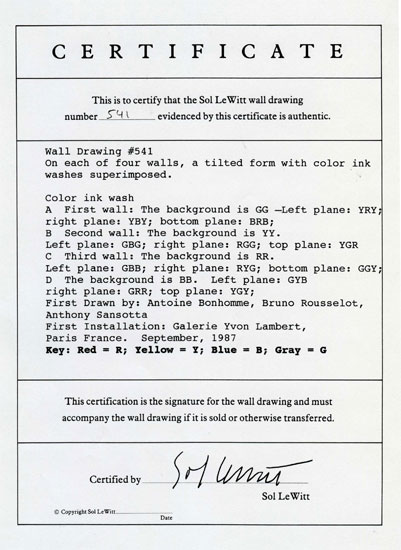 CERTIFICATE
This is to certify that the Sol LeWitt wall drawing
number 541 evidenced by this certificate is authentic.
Wall Drawing #541
On each of four walls, a tilted form with color ink
washes superimposed.
Color ink wash
A  First wall: The background is GG —Left plane: YRY;
right plane: YBY; bottom plane: BRB;
B  Second wall: The background is YY.
Left plane: GBG; right plane: RGG; top plane: YGR
C  Third wall: The background is RR.
Left plane: GBB; right plane: RYG; bottom plane: GGY;
D  The background is BB.  Left plane: GYB
right plane: GRR; top plane: YGY;
First Drawn by: Antoine Bonhomme, Bruno Rousselot,
Anthony Sansotta
First Installation: Galerie Yvon Lambert,
Paris France.  September, 1987
Key: Red = R; Yellow = Y; Blue = B; Gray = G
This certification is the signature for the wall drawing and must
accompany the wall drawing if it is sold or otherwise transferred.
Certified by Sol LeWitt
Sol LeWitt
© Copyright Sol LeWitt
Date